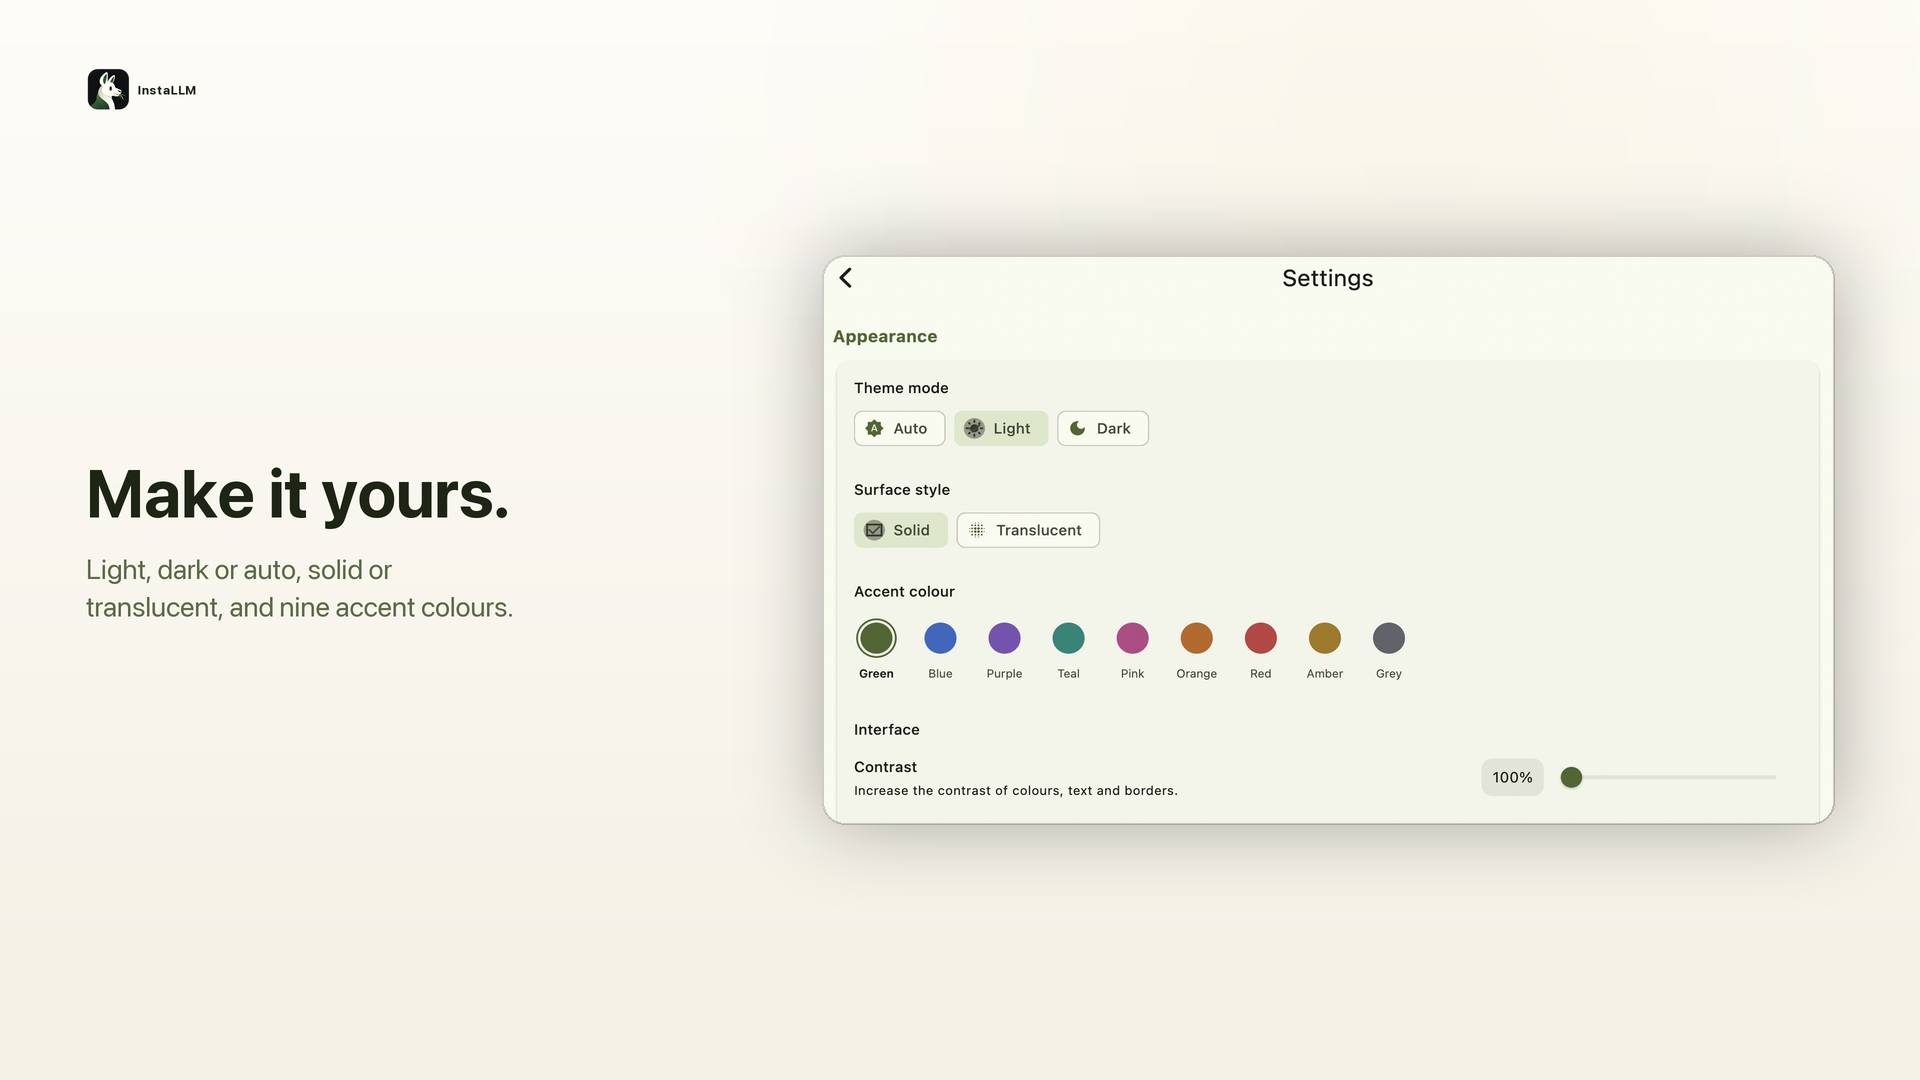 InstaLLM
Make it yours.
Light, dark or auto, solid or
translucent, and nine accent colours.
Settings
Appearance
Theme mode
Auto
Light
Dark
Surface style
Solid
Translucent
Accent colour
Green
Blue
Purple
Teal
Pink
Orange
Red
Amber
Grey
Interface
Contrast
Increase the contrast of colours, text and borders.
100%